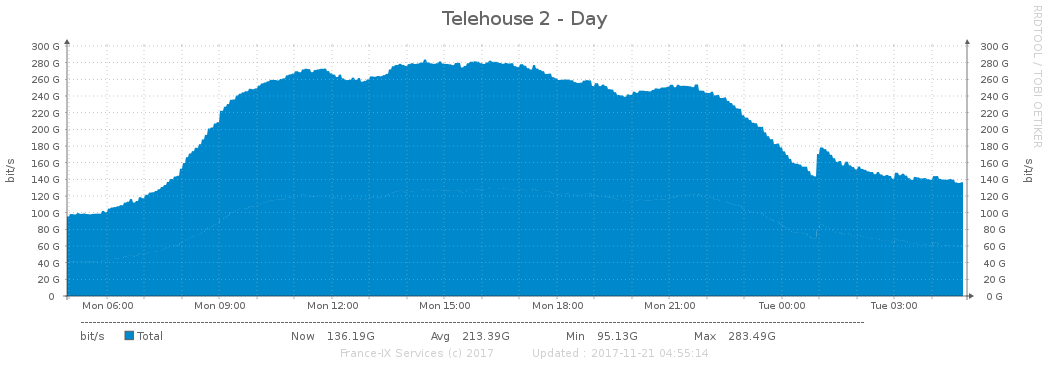 Telehouse 2 - Day
RRDTOOL / TOBI OETIKER
bit/s
300 G 300 G
280 G 280 G
260 G 260 G
240 G 240 G
220 G 220 G
200 G 200 G
180 G 180 G
160 G 160 G
140 G 140 G
120 G 120 G
100 G 100 G
80 G 80 G
60 G 60 G
40 G 40 G
20 G 20 G
0 0 G
bit/s
Mon 06:00 Mon 09:00 Mon 12:00 Mon 15:00 Mon 18:00 Mon 21:00 Tue 00:00 Tue 03:00
bit/s Total Now 136.19G Avg 213.39G Min 95.13G Max 283.49G
France-IX Services (c) 2017 Updated : 2017-11-21 04:55:14